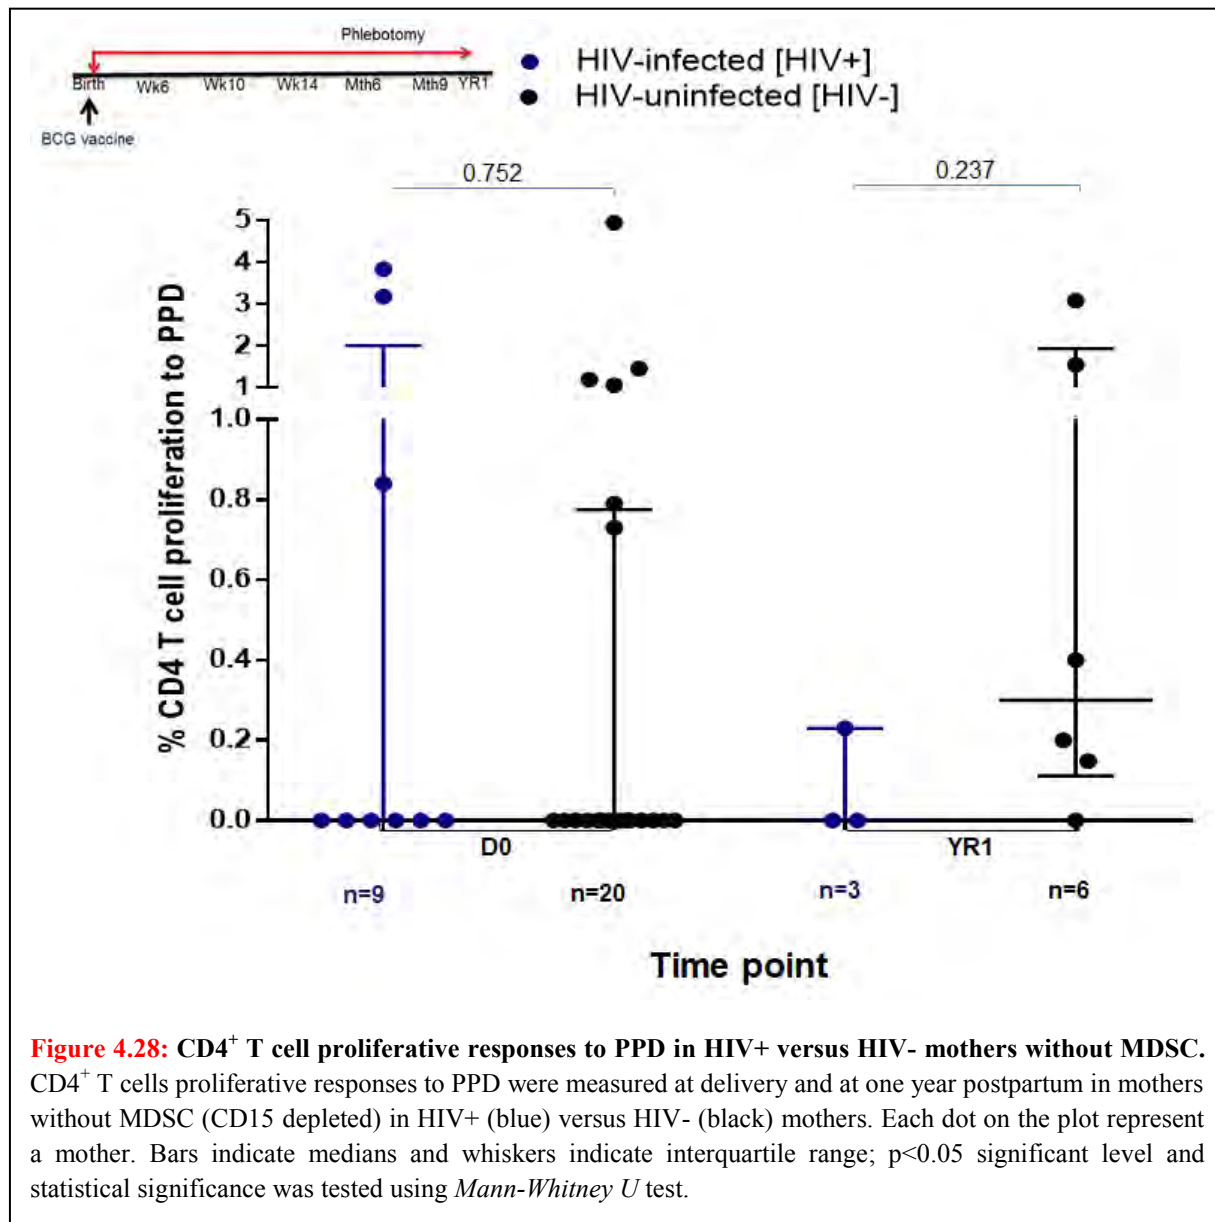 Phlebotomy
Birth Wk6 Wk10 Wk14 Mth6 Mth9 YR1
BCG vaccine
HIV-infected [HIV+]
HIV-uninfected [HIV-]
0.752
0.237
% CD4 T cell proliferation to PPD
5
4
3
2
1
1.0
0.8
0.6
0.4
0.2
0.0
D0
YR1
n=9
n=20
n=3
n=6
Time point
Figure 4.28: CD4+ T cell proliferative responses to PPD in HIV+ versus HIV- mothers without MDSC.
CD4+ T cells proliferative responses to PPD were measured at delivery and at one year postpartum in mothers
without MDSC (CD15 depleted) in HIV+ (blue) versus HIV- (black) mothers. Each dot on the plot represent
a mother. Bars indicate medians and whiskers indicate interquartile range; p<0.05 significant level and
statistical significance was tested using Mann-Whitney U test.